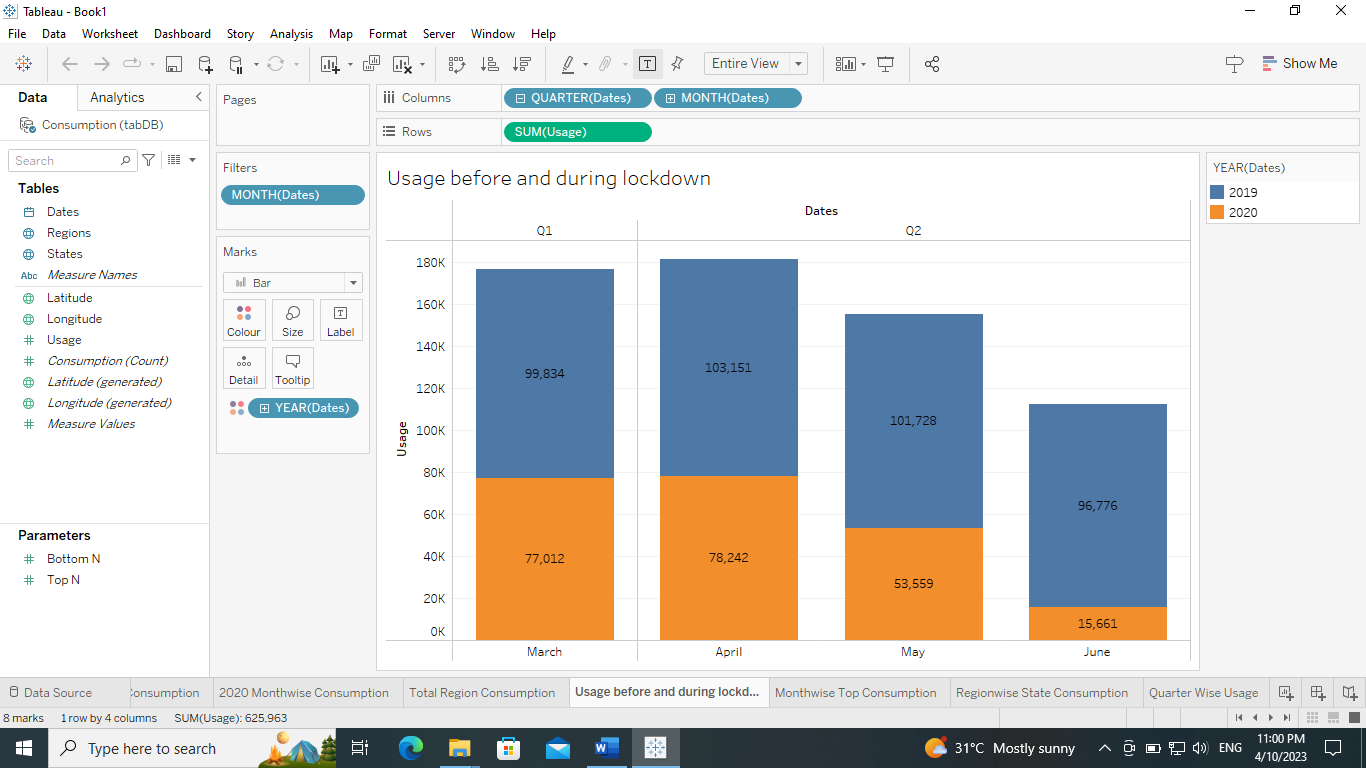 Tableau - Book1
File Data Worksheet Dashboard Story Analysis Map Format Server Window Help
Entire View
Show Me
Data Analytics
Consumption (tabDB)
Search
Tables
Dates
Regions
States
Abc Measure Names
Latitude
Longitude
Usage
Consumption (Count)
Latitude (generated)
Longitude (generated)
Measure Values
Parameters
Bottom N
Top N
Pages
Filters
MONTH(Dates)
Marks
Bar
Colour Size Label
Detail Tooltip
YEAR(Dates)
Columns QUARTER(Dates) MONTH(Dates)
Rows SUM(Usage)
Usage before and during lockdown
Dates
Q1 Q2
Usage
180K
160K
140K
120K
100K
80K
60K
40K
20K
0K
99,834 103,151 101,728 96,776
77,012 78,242 53,559 15,661
March April May June
YEAR(Dates)
2019
2020
Data Source Consumption 2020 Monthwise Consumption Total Region Consumption Usage before and during lockd... Monthwise Top Consumption Regionwise State Consumption Quarter Wise Usage
8 marks 1 row by 4 columns SUM(Usage): 625,963
Type here to search
31°C Mostly sunny
ENG
11:00 PM
4/10/2023